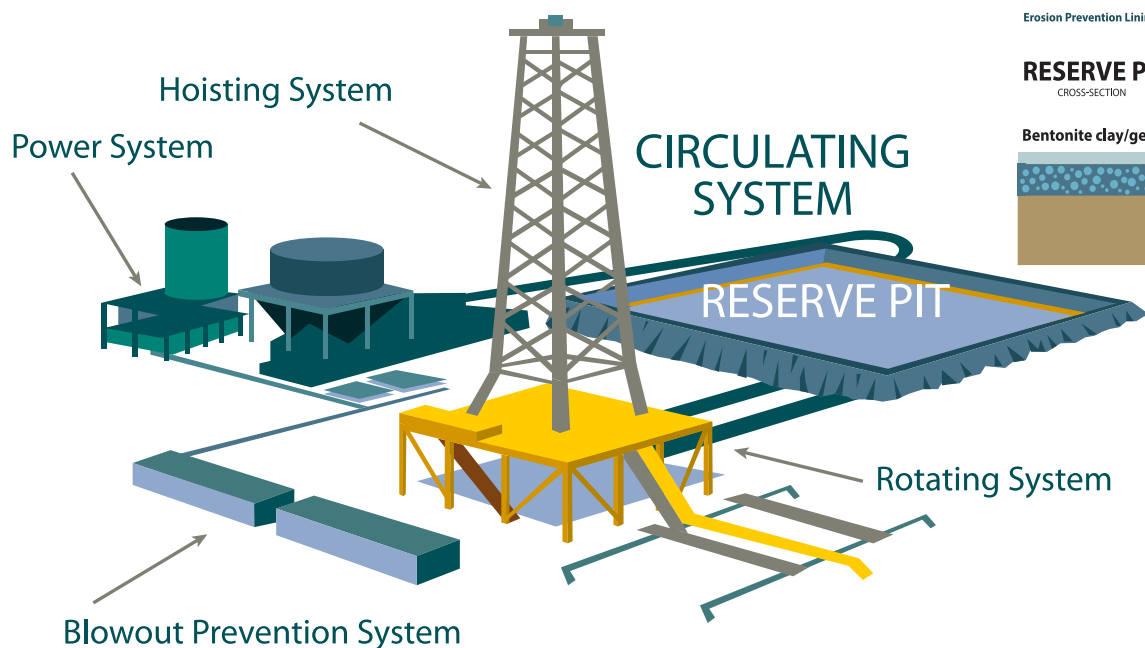 Erosion Prevention
RESERVE
CROSS-SECTION
Hoisting System
Power System
CIRCULATING
SYSTEM
Bentonite clay/
RESERVE PIT
Rotating System
Blowout Prevention System